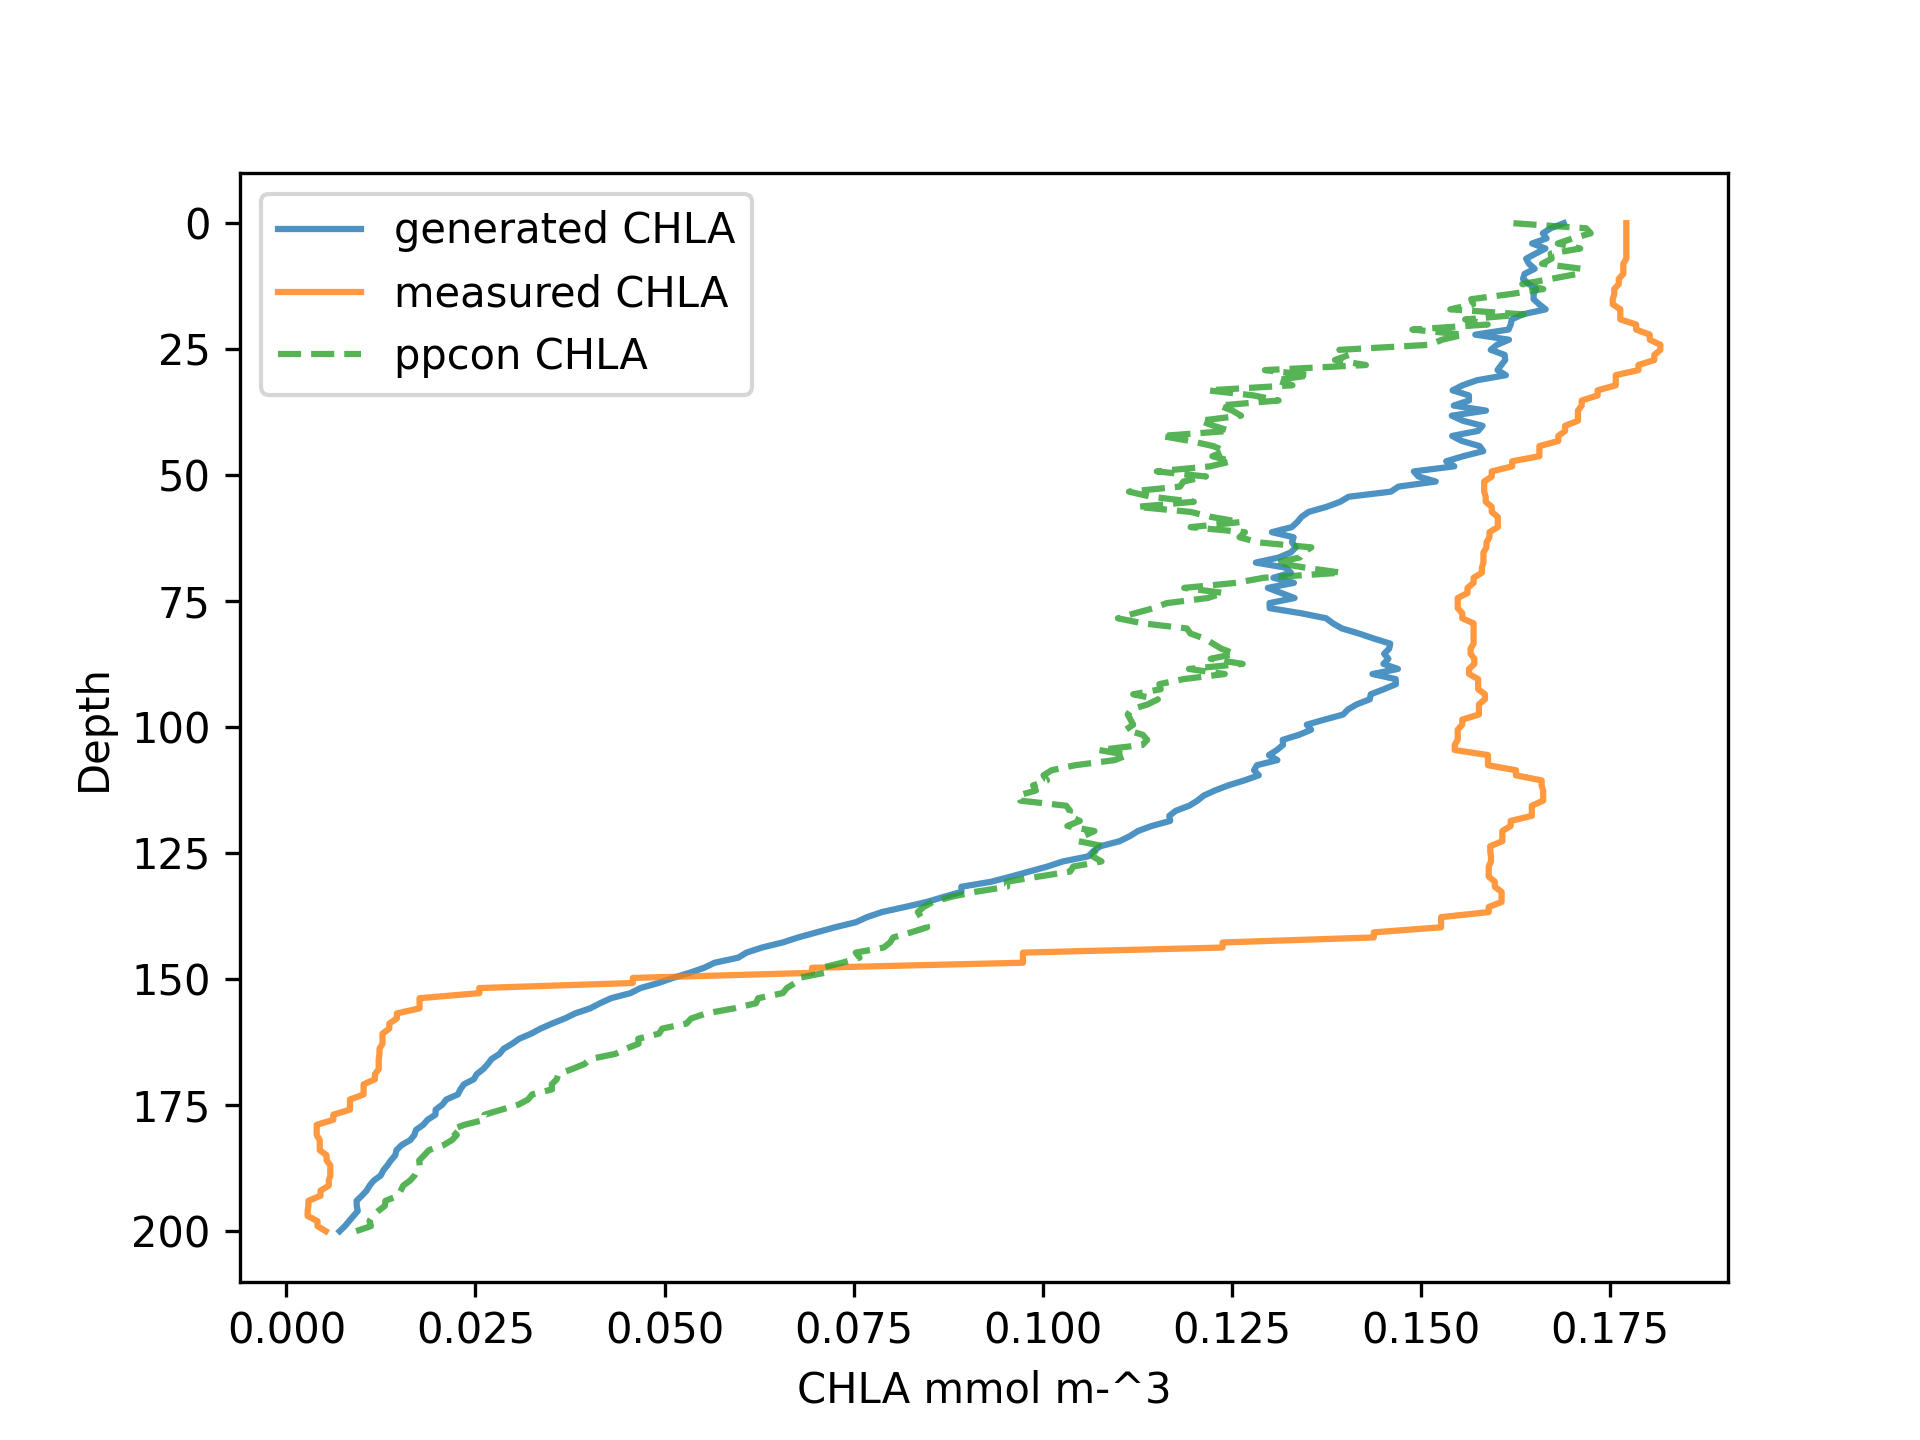 generated CHLA
measured CHLA
ppcon CHLA
0
25
50
75
100
125
150
175
200
Depth
0.000 0.025 0.050 0.075 0.100 0.125 0.150 0.175
CHLA mmol m-^3